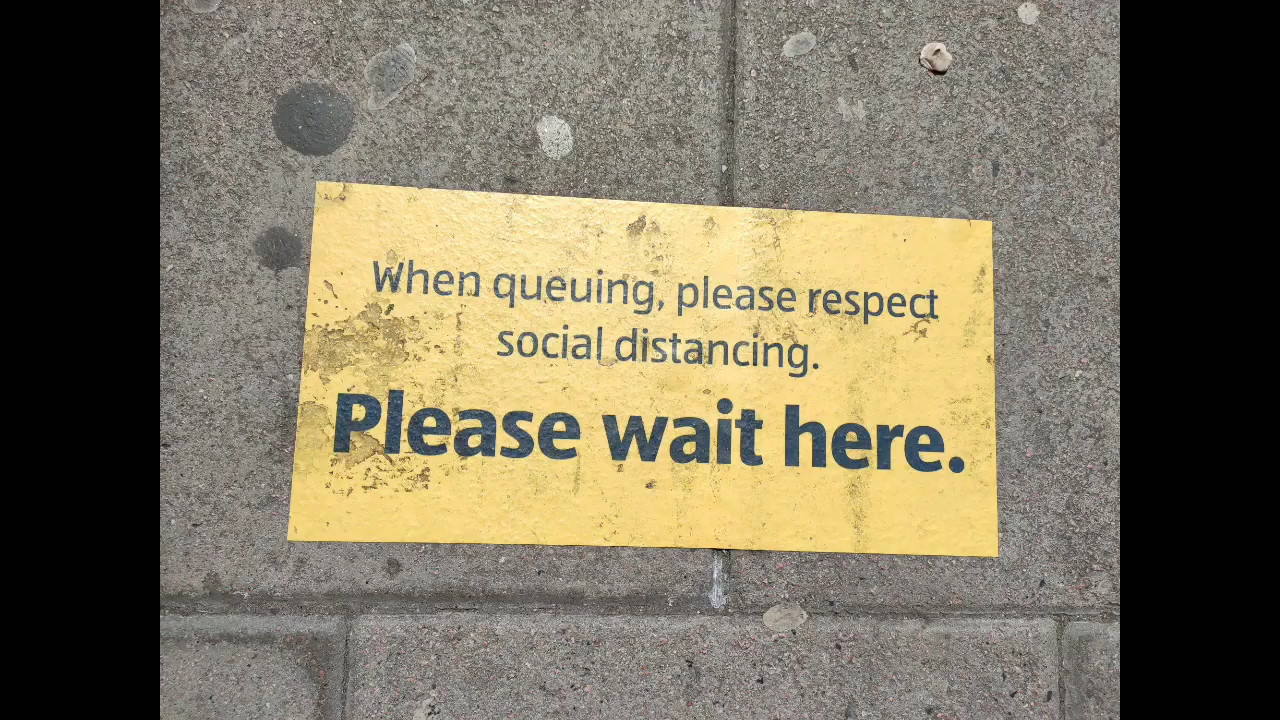 When queuing, please respect
social distancing.
Please wait here.